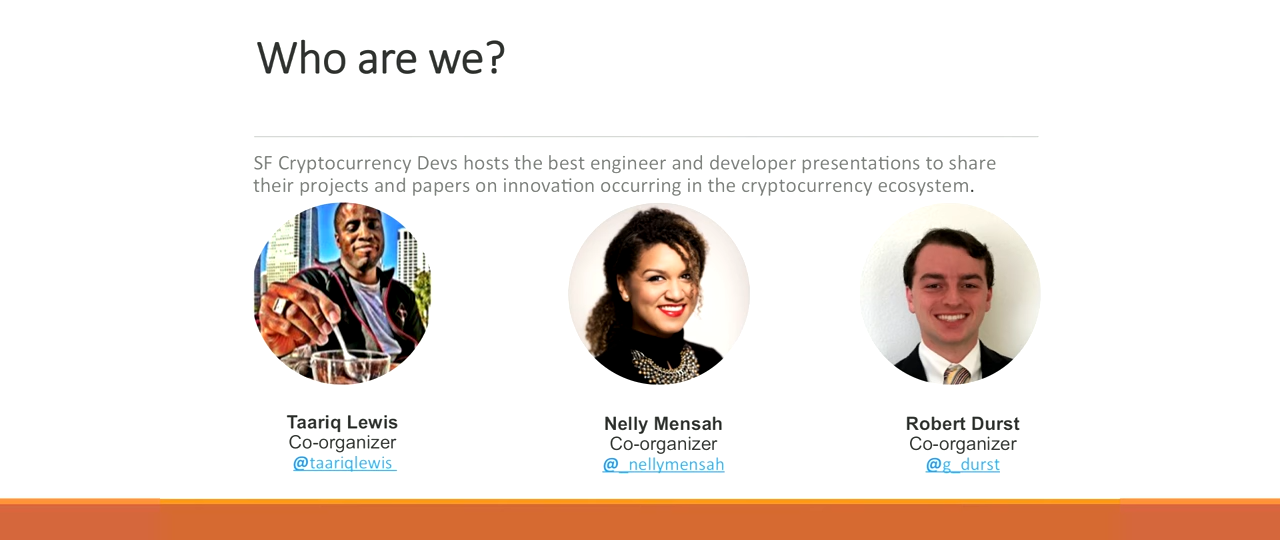 Who are we?
SF Cryptocurrency Devs hosts the best engineer and developer presentations to share
their projects and papers on innovation occurring in the cryptocurrency ecosystem.
Taariq Lewis
Co-organizer
@taariqlewis
Nelly Mensah
Co-organizer
@_nellymensah
Robert Durst
Co-organizer
@g_durst